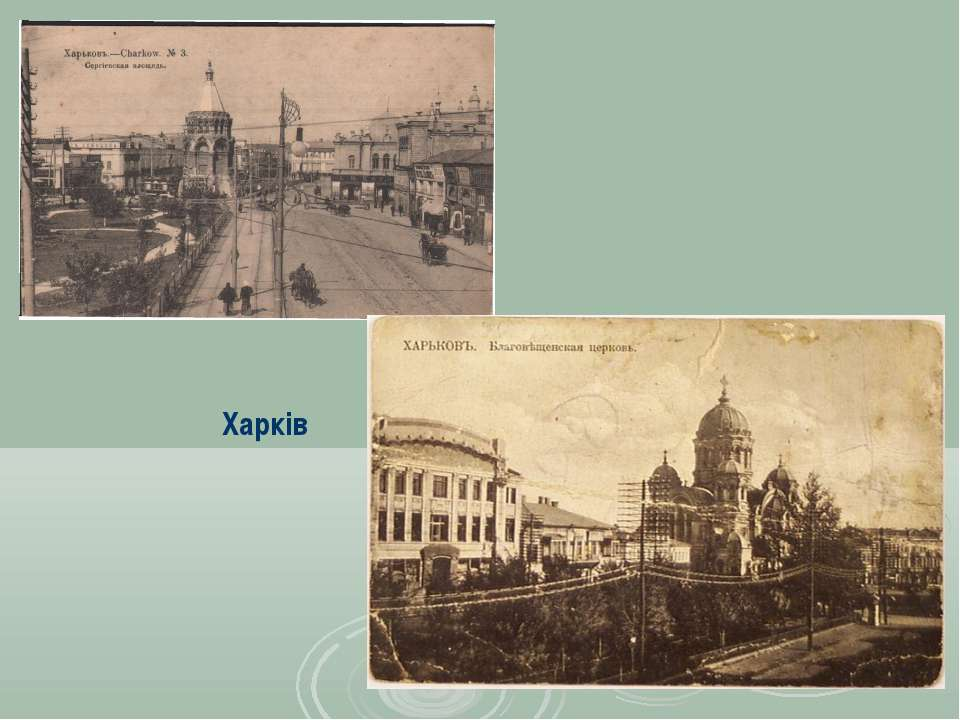 Харьковъ.—Charkow. № 3.
Сергіевская площадь.
ХАРЬКОВЪ. Благовѣщенская церковь.
Харків